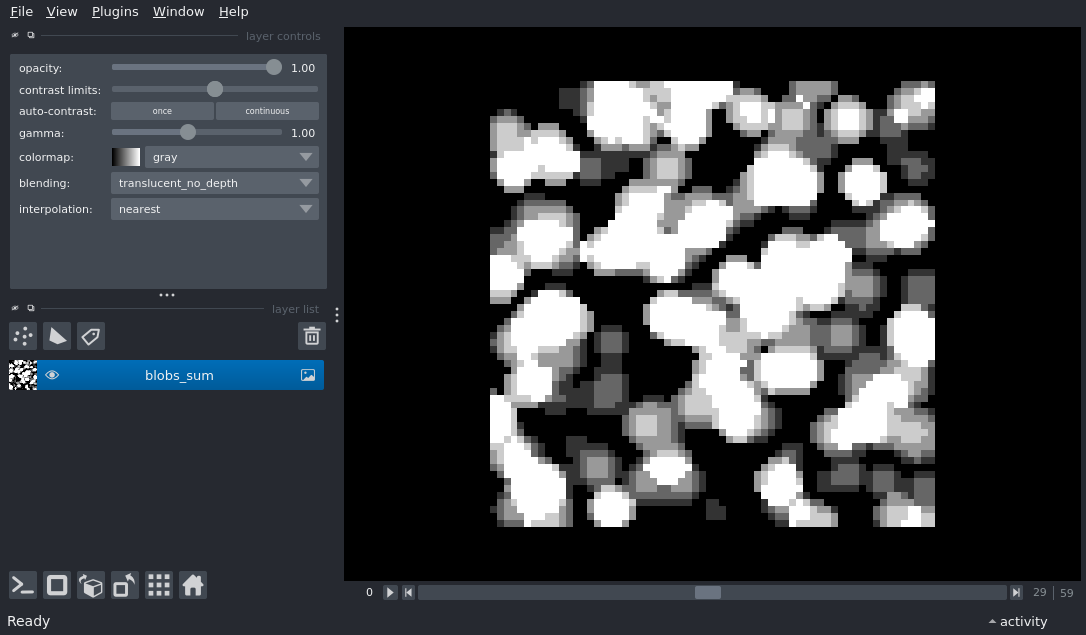 File View Plugins Window Help
layer controls
opacity: 1.00
contrast limits:
auto-contrast: once continuous
gamma: 1.00
colormap: gray
blending: translucent_no_depth
interpolation: nearest
layer list
blobs_sum
0 29 59
Ready activity